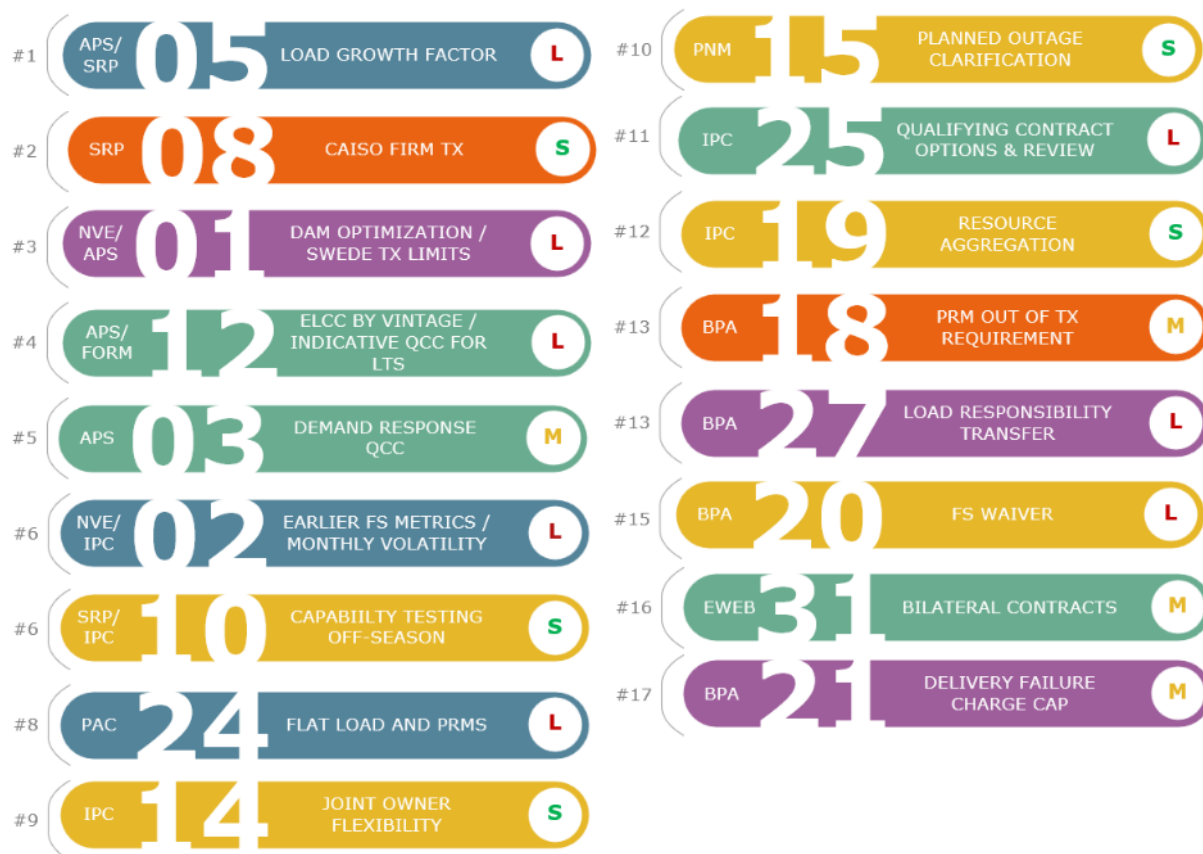 #1
APS/
SRP
05
LOAD GROWTH FACTOR
L
#2
SRP
08
CAISO FIRM TX
S
#3
NVE/
APS
01
DAM OPTIMIZATION /
SWEDE TX LIMITS
L
#4
APS/
FORM
12
ELCC BY VINTAGE /
INDICATIVE QCC FOR
LTS
L
#5
APS
03
DEMAND RESPONSE
QCC
M
#6
NVE/
IPC
02
EARLIER FS METRICS /
MONTHLY VOLATILITY
L
#6
SRP/
IPC
10
CAPABIILTY TESTING
OFF-SEASON
S
#8
PAC
24
FLAT LOAD AND PRMS
L
#9
IPC
14
JOINT OWNER
FLEXIBILITY
S
#10
PNM
15
PLANNED OUTAGE
CLARIFICATION
S
#11
IPC
25
QUALIFYING CONTRACT
OPTIONS & REVIEW
L
#12
IPC
19
RESOURCE
AGGREGATION
S
#13
BPA
18
PRM OUT OF TX
REQUIREMENT
M
#13
BPA
27
LOAD RESPONSIBILITY
TRANSFER
L
#15
BPA
20
FS WAIVER
L
#16
EWEB
31
BILATERAL CONTRACTS
M
#17
BPA
21
DELIVERY FAILURE
CHARGE CAP
M